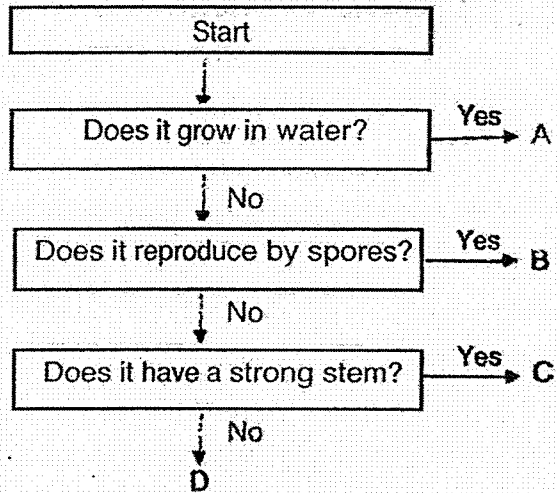 Start
Does it grow in water?
Yes
A
No
Does it reproduce by spores?
Yes
B
No
Does it have a strong stem?
Yes
C
No
D